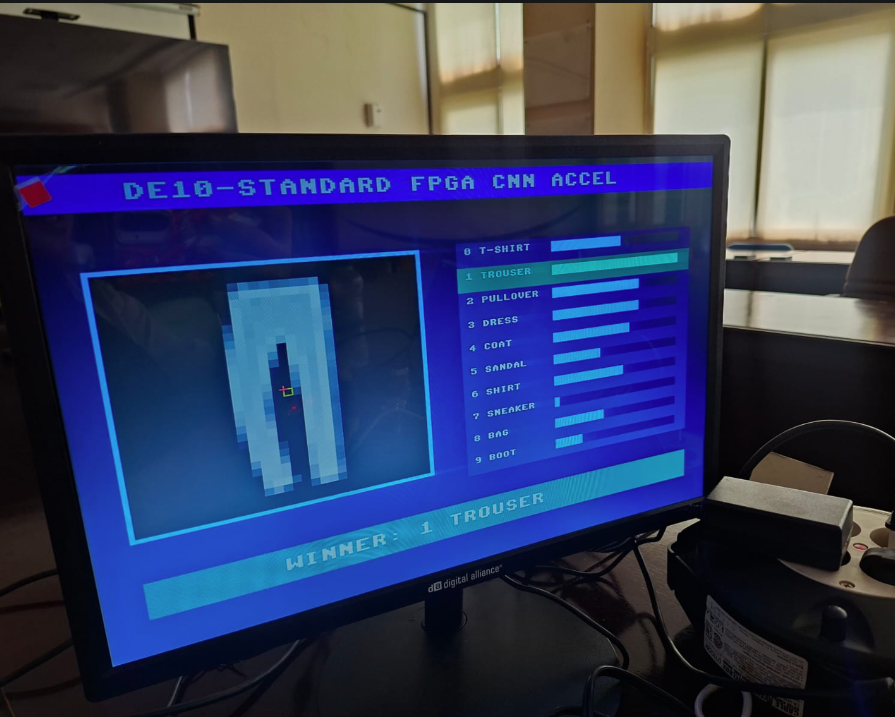 DE10-STANDARD FPGA CNN ACCEL
0 T-SHIRT
1 TROUSER
2 PULLOVER
3 DRESS
4 COAT
5 SANDAL
6 SHIRT
7 SNEAKER
8 BAG
9 BOOT
WINNER: 1 TROUSER
digital alliance